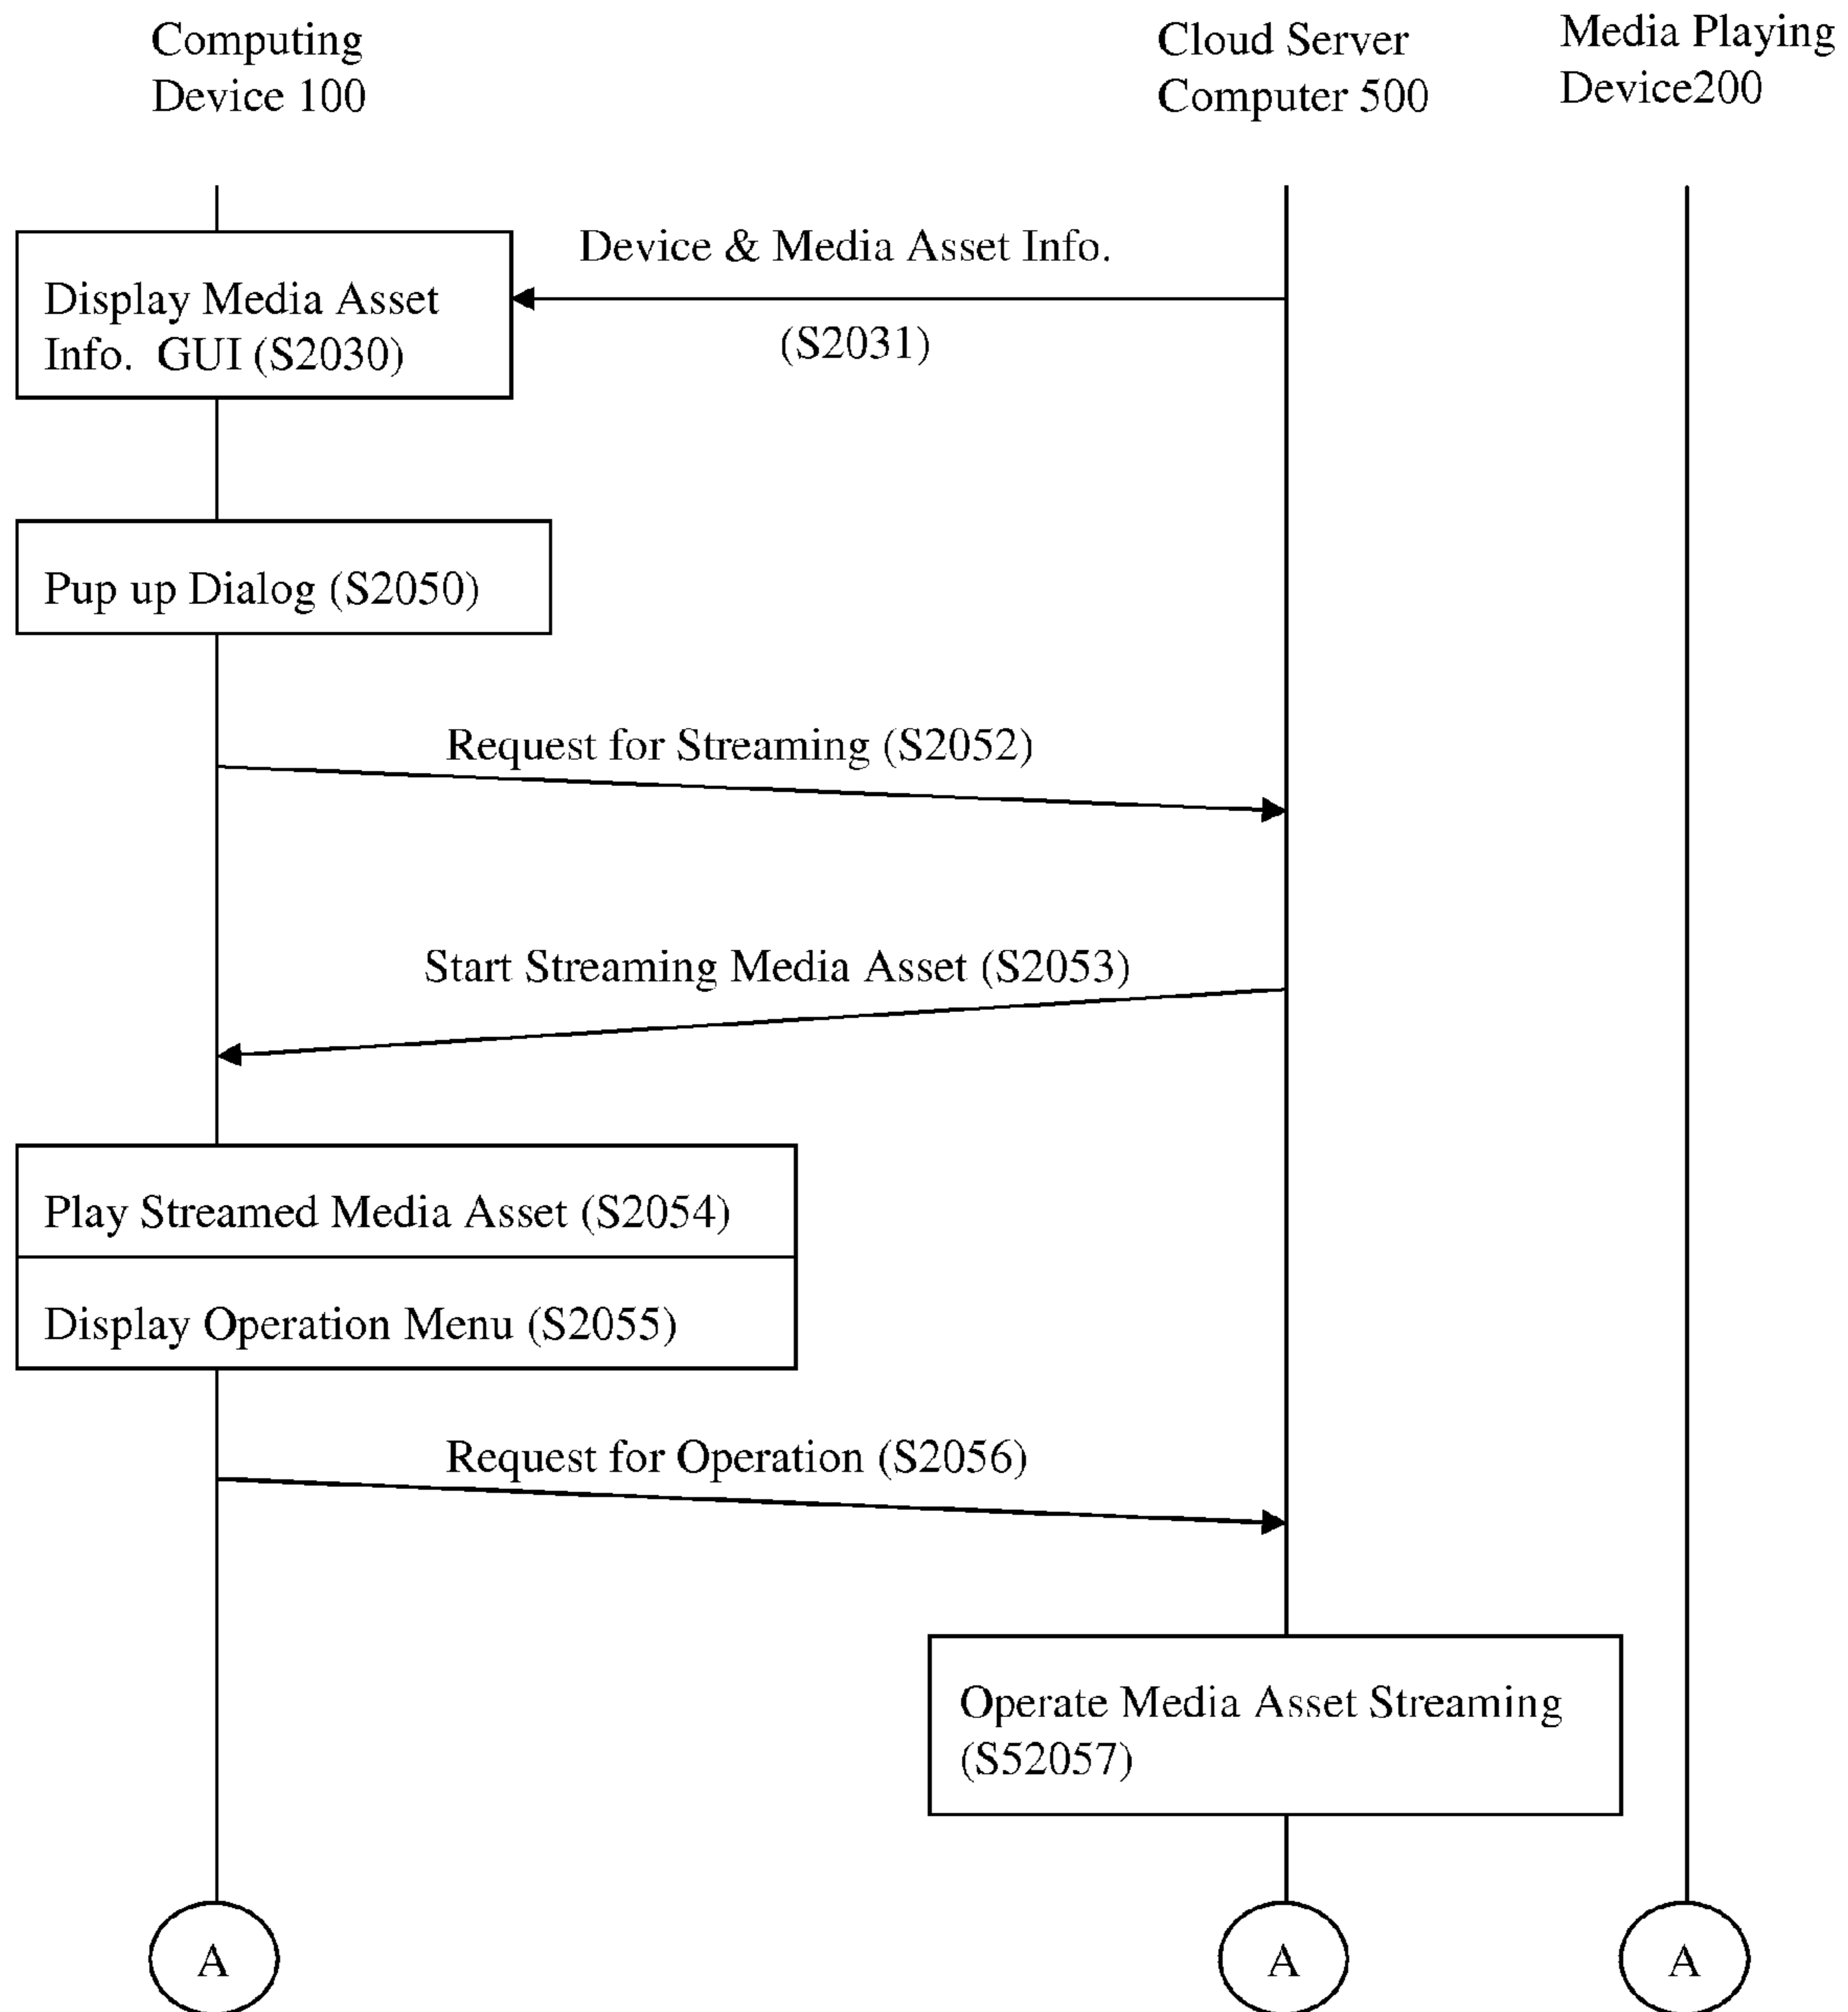 Computing
Device 100
Cloud Server
Computer 500
Media Playing
Device200
Device & Media Asset Info.
(S2031)
Display Media Asset
Info. GUI (S2030)
Pup up Dialog (S2050)
Request for Streaming (S2052)
Start Streaming Media Asset (S2053)
Play Streamed Media Asset (S2054)
Display Operation Menu (S2055)
Request for Operation (S2056)
Operate Media Asset Streaming
(S52057)
A
A
A